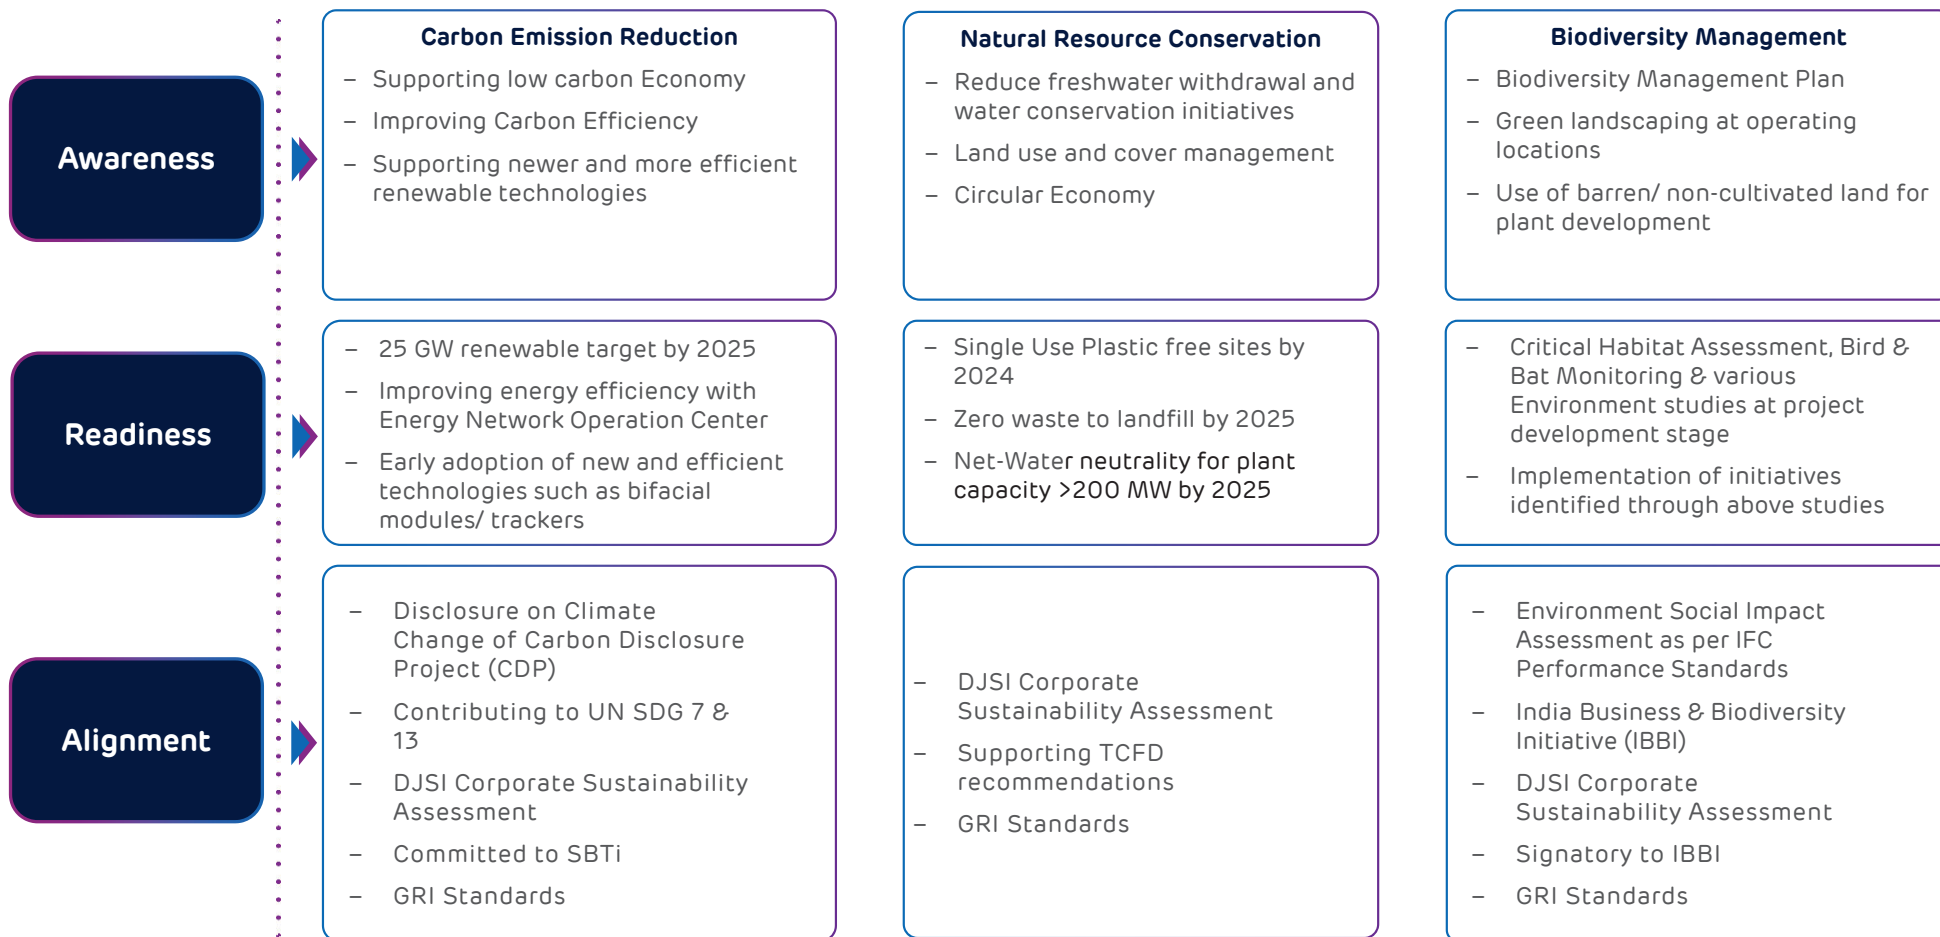 Awareness
Carbon Emission Reduction
– Supporting low carbon Economy
– Improving Carbon Efficiency
– Supporting newer and more efficient
renewable technologies
Natural Resource Conservation
– Reduce freshwater withdrawal and
water conservation initiatives
– Land use and cover management
– Circular Economy
Biodiversity Management
– Biodiversity Management Plan
– Green landscaping at operating
locations
– Use of barren/ non-cultivated land for
plant development
Readiness
– 25 GW renewable target by 2025
– Improving energy efficiency with
Energy Network Operation Center
– Early adoption of new and efficient
technologies such as bifacial
modules/ trackers
– Single Use Plastic free sites by
2024
– Zero waste to landfill by 2025
– Net-Water neutrality for plant
capacity >200 MW by 2025
– Critical Habitat Assessment, Bird &
Bat Monitoring & various
Environment studies at project
development stage
– Implementation of initiatives
identified through above studies
Alignment
– Disclosure on Climate
Change of Carbon Disclosure
Project (CDP)
– Contributing to UN SDG 7 &
13
– DJSI Corporate Sustainability
Assessment
– Committed to SBTi
– GRI Standards
– DJSI Corporate
Sustainability Assessment
– Supporting TCFD
recommendations
– GRI Standards
– Environment Social Impact
Assessment as per IFC
Performance Standards
– India Business & Biodiversity
Initiative (IBBI)
– DJSI Corporate
Sustainability Assessment
– Signatory to IBBI
– GRI Standards